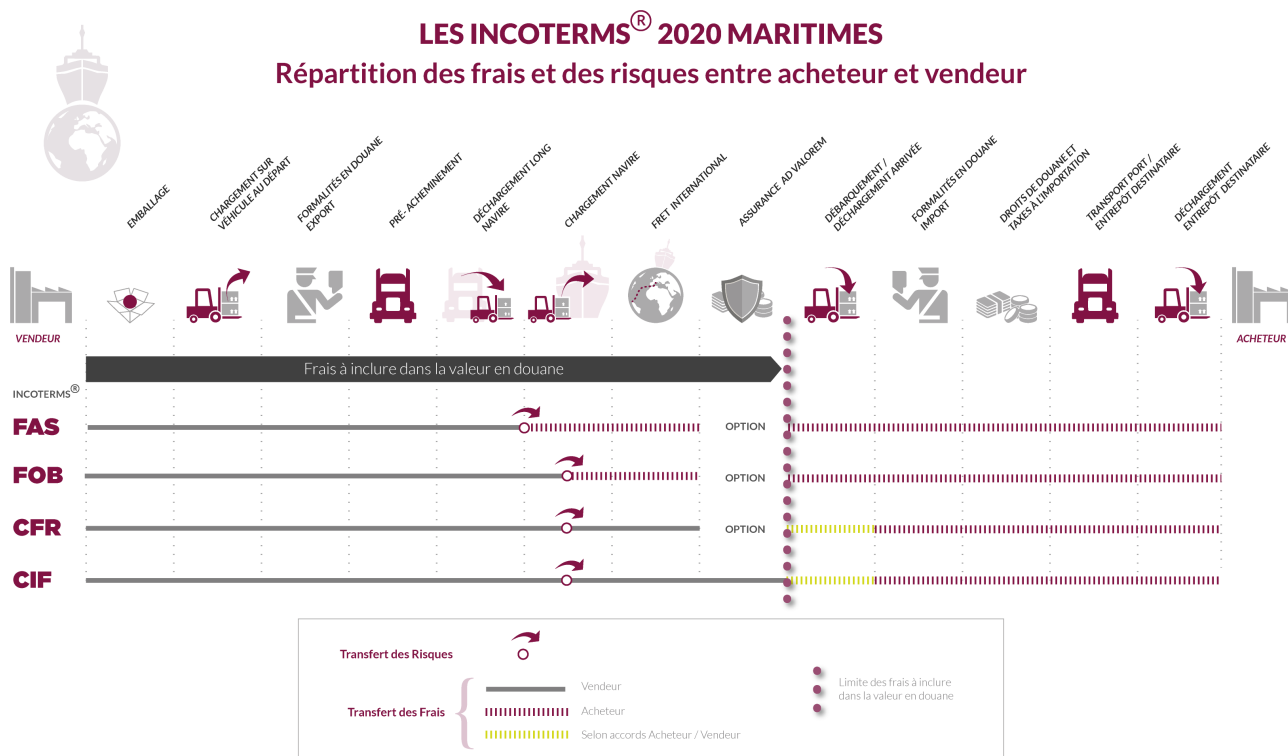 LES INCOTERMS® 2020 MARITIMES
Répartition des frais et des risques entre acheteur et vendeur
EMBALLAGE
CHARGEMENT SUR
VÉHICULE AU DÉPART
FORMALITÉS EN DOUANE
EXPORT
PRÉ- ACHEMINEMENT
DÉCHARGEMENT LONG
NAVIRE
CHARGEMENT NAVIRE
FRET INTERNATIONAL
ASSURANCE AD VALOREM
DÉBARQUEMENT /
DÉCHARGEMENT ARRIVÉE
FORMALITÉS EN DOUANE
IMPORT
DROITS DE DOUANE ET
TAXES À L'IMPORTATION
TRANSPORT PORT /
ENTREPÔT DESTINATAIRE
DÉCHARGEMENT
ENTREPÔT DESTINATAIRE
VENDEUR
ACHETEUR
Frais à inclure dans la valeur en douane
INCOTERMS®
FAS
OPTION
FOB
OPTION
CFR
OPTION
CIF
Transfert des Risques
Transfert des Frais
Vendeur
Acheteur
Selon accords Acheteur / Vendeur
Limite des frais à inclure
dans la valeur en douane